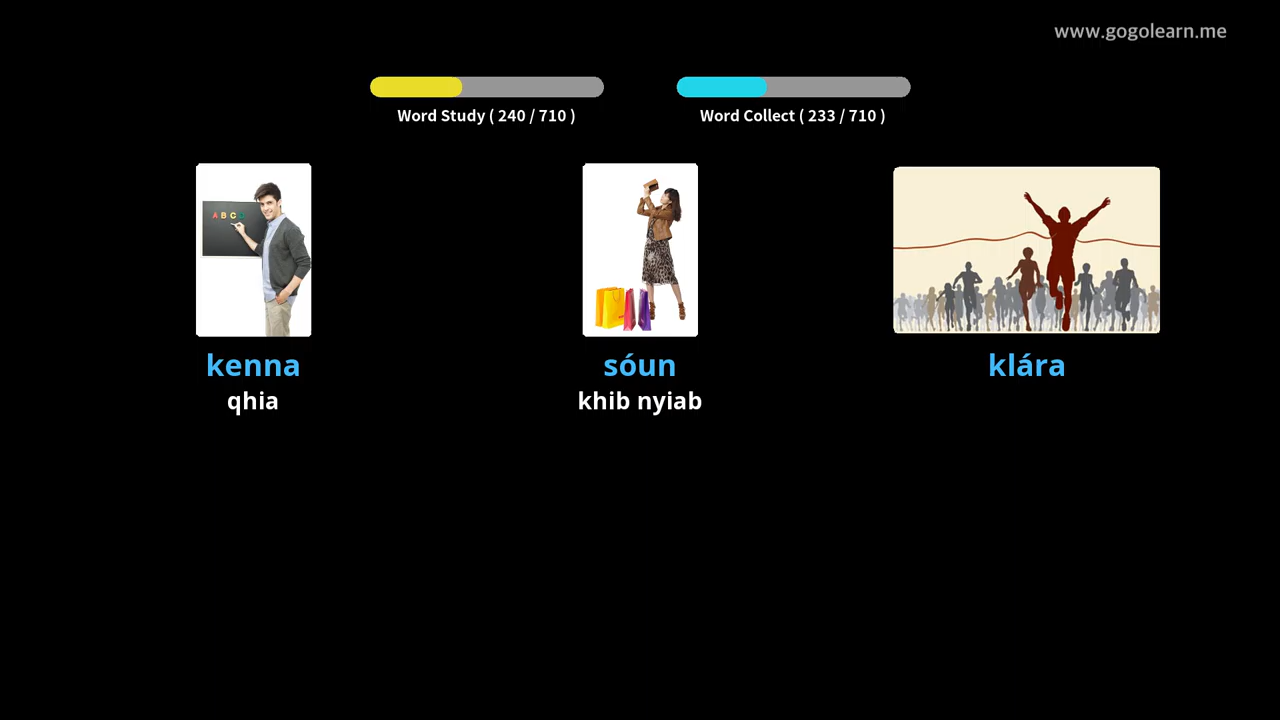 www.gogolearn.me
Word Study ( 240 / 710 )
Word Collect ( 233 / 710 )
A B C D
kenna
qhia
sóun
khib nyiab
klára